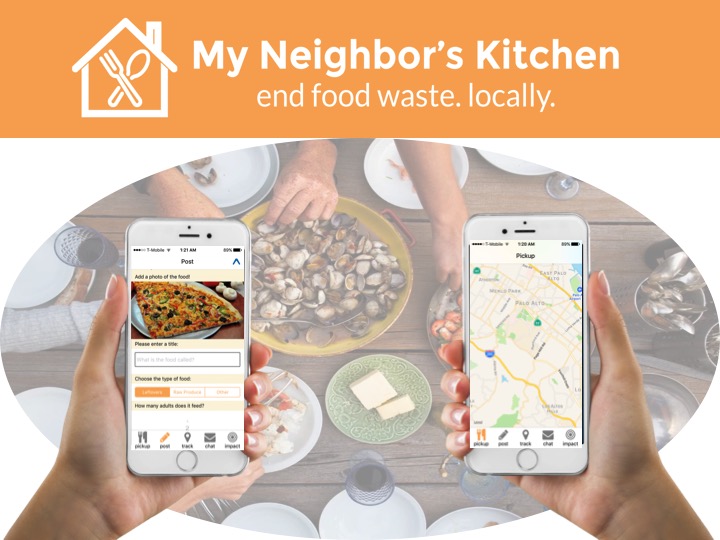 My Neighbor's Kitchen
end food waste. locally.
T-Mobile 1:21 AM 89%
Post
Add a photo of the food!
Please enter a title:
What is the food called?
Choose the type of food:
Leftovers Raw Produce Other
How many adults does it feed?
pickup post track chat impact
T-Mobile 1:20 AM 89%
Pickup
EAST PALO ALTO
MENLO PARK
PALO ALTO
pickup post track chat impact